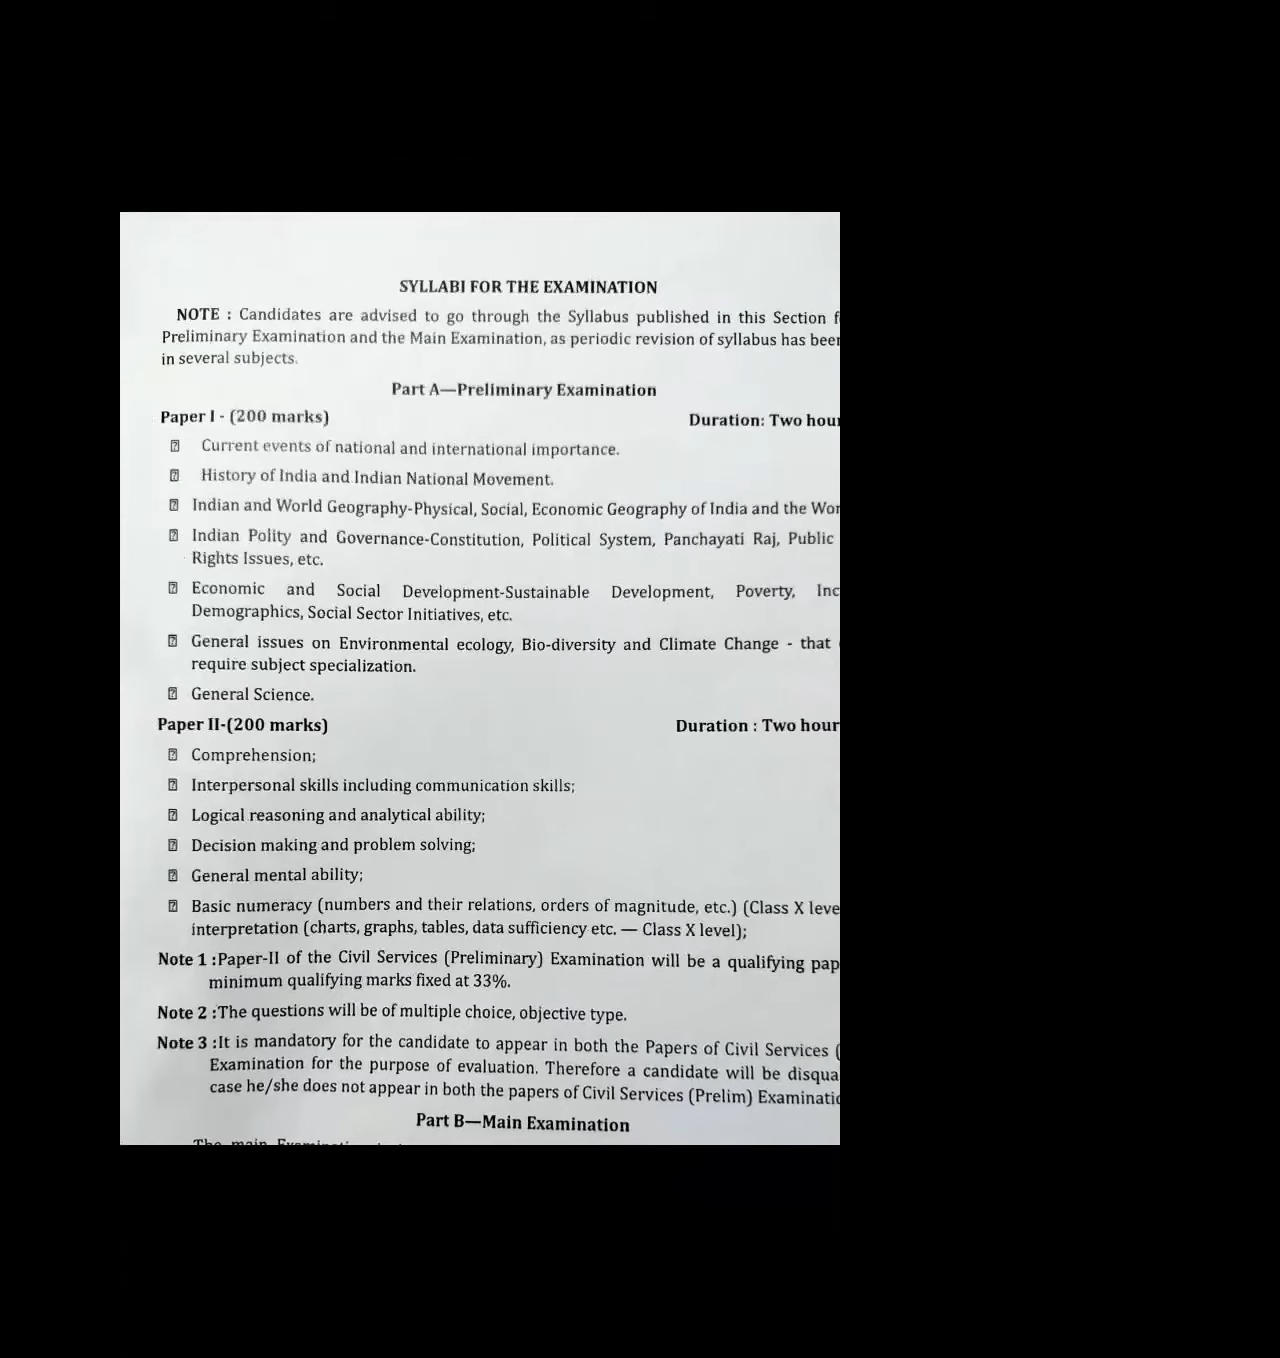 SYLLABI FOR THE EXAMINATION
NOTE : Candidates are advised to go through the Syllabus published in this Section
Preliminary Examination and the Main Examination, as periodic revision of syllabus has
in several subjects.
Part A—Preliminary Examination
Paper I - (200 marks) Duration: Two
Current events of national and international importance.
History of India and Indian National Movement.
Indian and World Geography-Physical, Social, Economic Geography of India and the
Indian Polity and Governance-Constitution, Political System, Panchayati Raj, Public
Rights Issues, etc.
Economic and Social Development-Sustainable Development, Poverty,
Demographics, Social Sector Initiatives, etc.
General issues on Environmental ecology, Bio-diversity and Climate Change - that
require subject specialization.
General Science.
Paper II-(200 marks) Duration : Two
Comprehension;
Interpersonal skills including communication skills;
Logical reasoning and analytical ability;
Decision making and problem solving;
General mental ability;
Basic numeracy (numbers and their relations, orders of magnitude, etc.) (Class X
interpretation (charts, graphs, tables, data sufficiency etc. — Class X level);
Note 1 :Paper-II of the Civil Services (Preliminary) Examination will be a qualifying
minimum qualifying marks fixed at 33%.
Note 2 :The questions will be of multiple choice, objective type.
Note 3 :It is mandatory for the candidate to appear in both the Papers of Civil Services (
Examination for the purpose of evaluation. Therefore a candidate will be
case he/she does not appear in both the papers of Civil Services (Prelim)
Part B—Main Examination